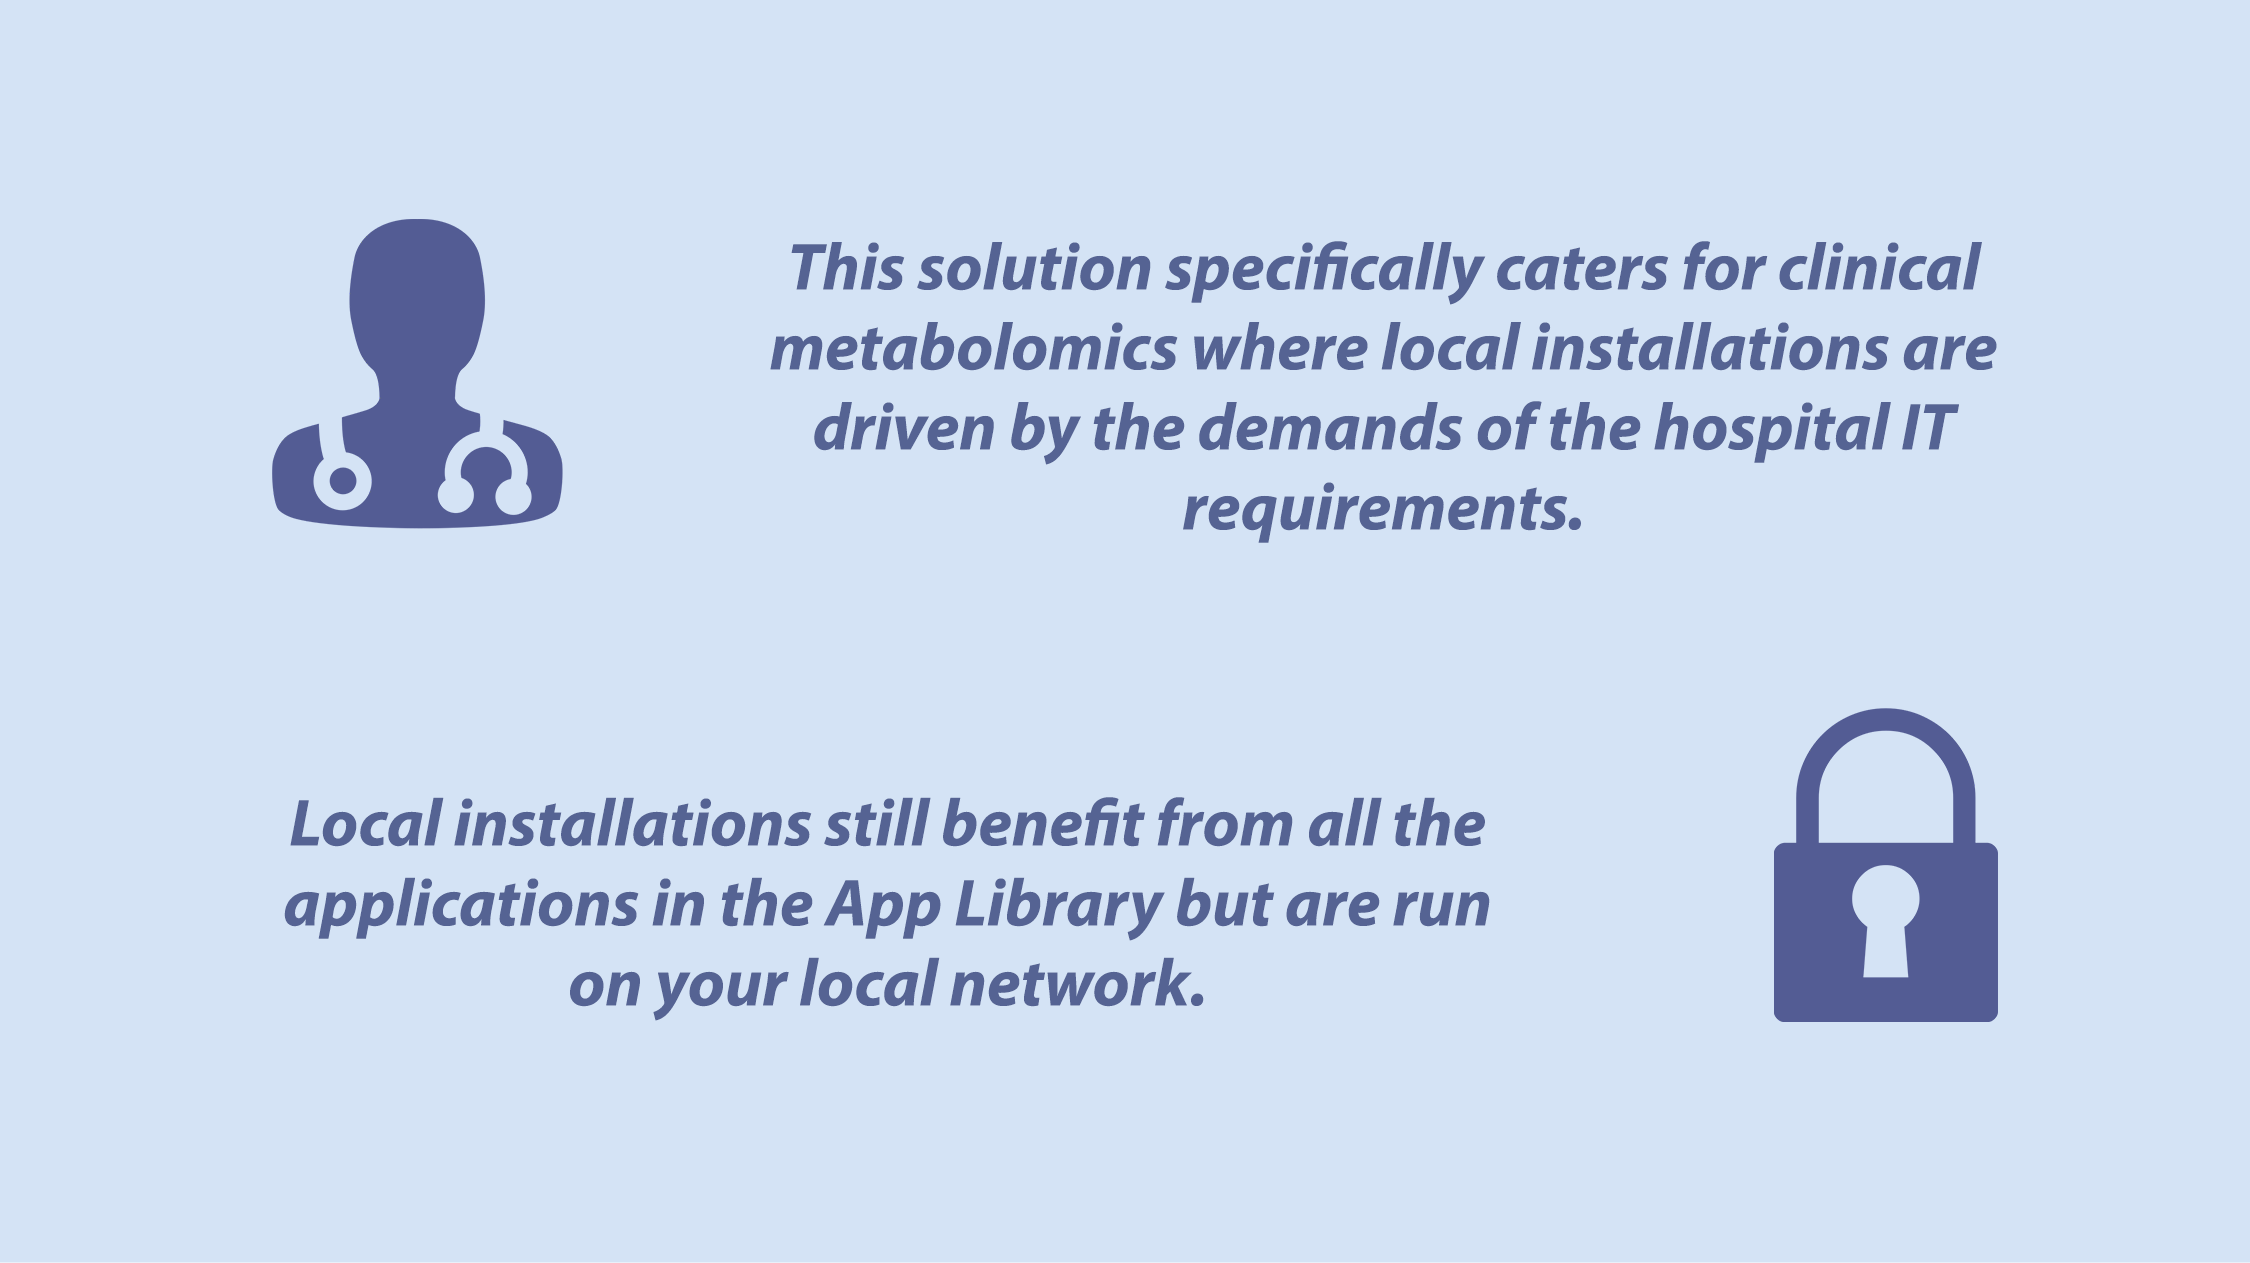 This solution specifically caters for clinical
metabolomics where local installations are
driven by the demands of the hospital IT
requirements.
Local installations still benefit from all the
applications in the App Library but are run
on your local network.